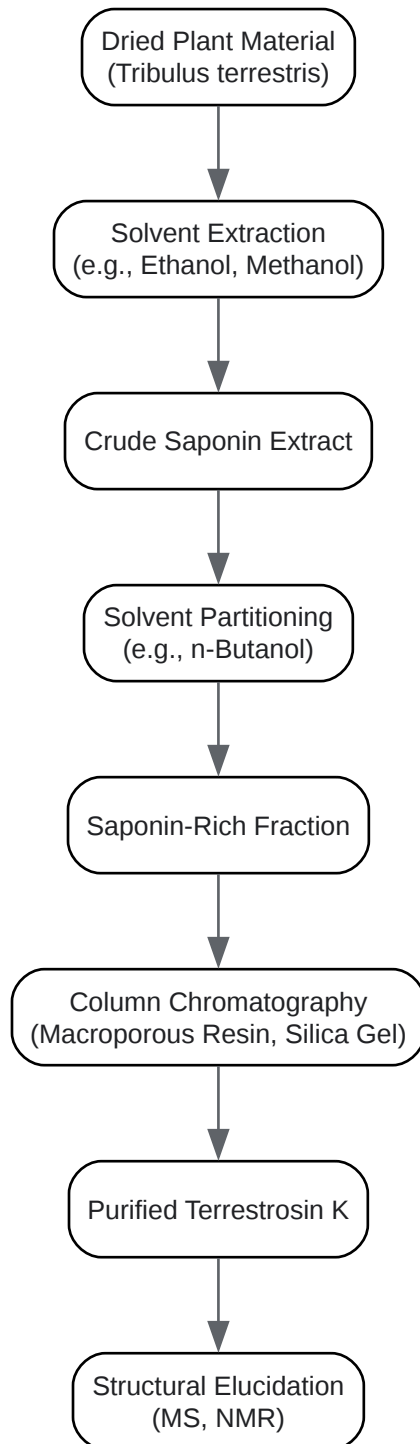 Dried Plant Material
(Tribulus terrestris)
Solvent Extraction
(e.g., Ethanol, Methanol)
Crude Saponin Extract
Solvent Partitioning
(e.g., n-Butanol)
Saponin-Rich Fraction
Column Chromatography
(Macroporous Resin, Silica Gel)
Purified Terrestrosin K
Structural Elucidation
(MS, NMR)